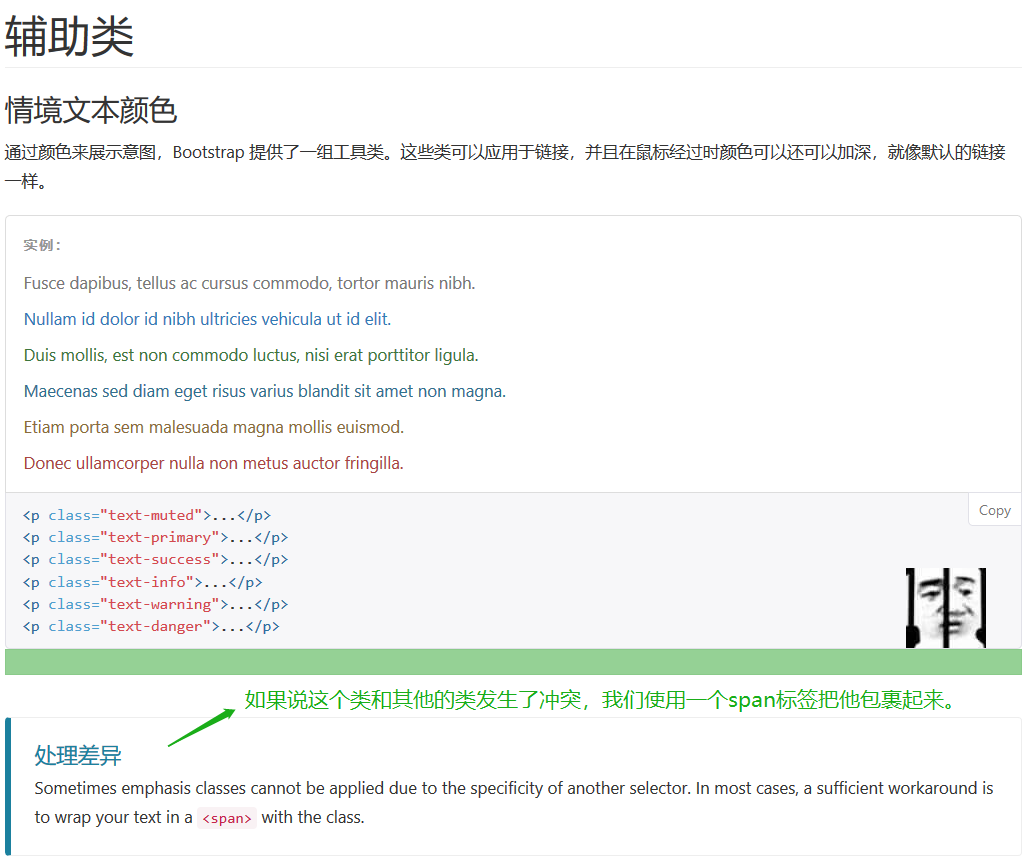 辅助类
情境文本颜色
通过颜色来展示意图，Bootstrap 提供了一组工具类。这些类可以应用于链接，并且在鼠标经过时颜色可以还可以加深，就像默认的链接
一样。
实例：
Fusce dapibus, tellus ac cursus commodo, tortor mauris nibh.
Nullam id dolor id nibh ultricies vehicula ut id elit.
Duis mollis, est non commodo luctus, nisi erat porttitor ligula.
Maecenas sed diam eget risus varius blandit sit amet non magna.
Etiam porta sem malesuada magna mollis euismod.
Donec ullamcorper nulla non metus auctor fringilla.
Copy
<p class="text-muted">...</p>
<p class="text-primary">...</p>
<p class="text-success">...</p>
<p class="text-info">...</p>
<p class="text-warning">...</p>
<p class="text-danger">...</p>
如果说这个类和其他的类发生了冲突，我们使用一个span标签把他包裹起来。
处理差异
Sometimes emphasis classes cannot be applied due to the specificity of another selector. In most cases, a sufficient workaround is
to wrap your text in a <span> with the class.